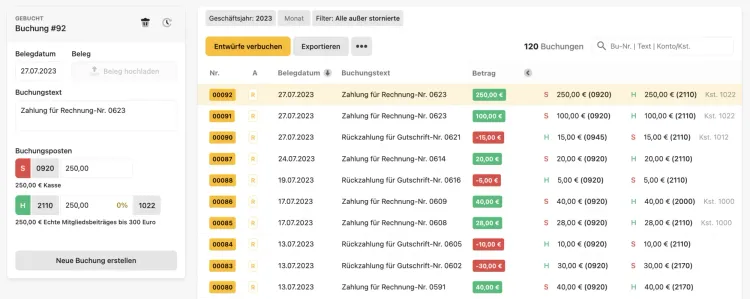 GEBUCHT
Buchung #92
Belegdatum Beleg
27.07.2023 Beleg hochladen
Buchungstext
Zahlung für Rechnung-Nr. 0623
Buchungsposten
S 0920 250,00
250,00 € Kasse
H 2110 250,00 0% 1022
250,00 € Echte Mitgliedsbeiträges bis 300 Euro
Neue Buchung erstellen
Geschäftsjahr: 2023 Monat Filter: Alle außer stornierte
Entwürfe verbuchen Exportieren ••• 120 Buchungen Bu-Nr. | Text | Konto/Kst.
Nr. A Belegdatum Buchungstext Betrag
00092 R 27.07.2023 Zahlung für Rechnung-Nr. 0623 250,00 € S 250,00 € (0920) H 250,00 € (2110) Kst. 1022
00091 R 27.07.2023 Zahlung für Rechnung-Nr. 0623 100,00 € S 100,00 € (0920) H 100,00 € (2110) Kst. 1022
00090 R 27.07.2023 Rückzahlung für Gutschrift-Nr. 0621 -15,00 € H 15,00 € (0945) S 15,00 € (2110) Kst. 1012
00087 R 24.07.2023 Zahlung für Rechnung-Nr. 0614 20,00 € S 20,00 € (0920) H 20,00 € (2110)
00088 R 19.07.2023 Rückzahlung für Gutschrift-Nr. 0616 -5,00 € H 5,00 € (0920) S 5,00 € (2110)
00086 R 17.07.2023 Zahlung für Rechnung-Nr. 0609 40,00 € S 40,00 € (0920) H 40,00 € (2000) Kst. 1000
00085 R 17.07.2023 Zahlung für Rechnung-Nr. 0608 28,00 € S 28,00 € (0920) H 28,00 € (2110) Kst. 1000
00084 R 13.07.2023 Rückzahlung für Gutschrift-Nr. 0605 -10,00 € H 10,00 € (0920) S 10,00 € (2110)
00083 R 13.07.2023 Rückzahlung für Gutschrift-Nr. 0602 -30,00 € H 30,00 € (0920) S 30,00 € (2170)
00080 R 13.07.2023 Zahlung für Rechnung-Nr. 0591 40,00 € S 40,00 € (0920) H 40,00 € (2170)